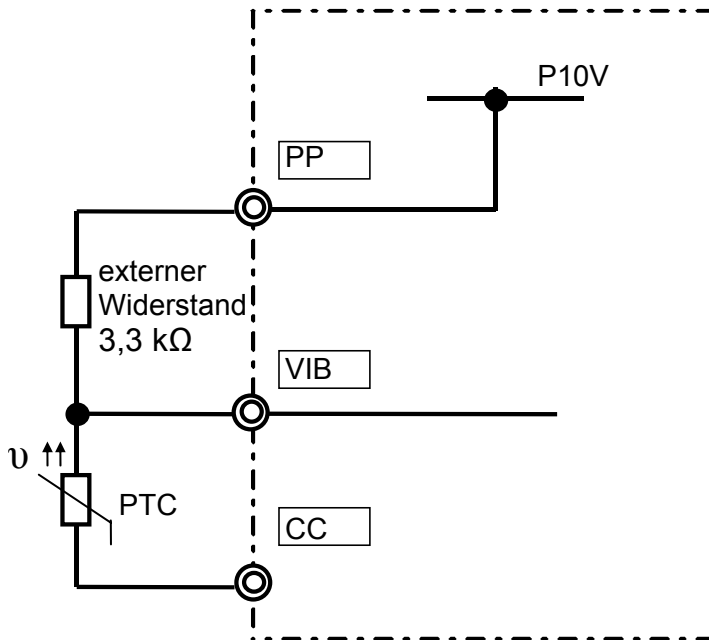 P10V
PP
externer
Widerstand
3,3 kΩ
VIB
υ
PTC
CC